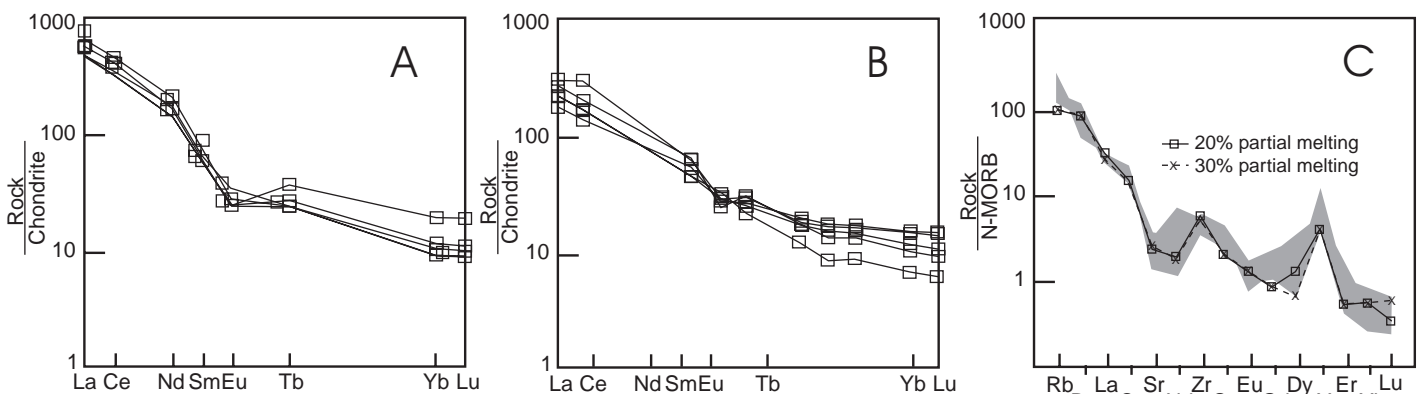 1000
100
10
1
Rock
Chondrite
A
La Ce Nd Sm Eu Tb Yb Lu
1000
100
10
1
Rock
Chondrite
B
La Ce Nd Sm Eu Tb Yb Lu
1000
100
10
1
Rock
N-MORB
C
20% partial melting
30% partial melting
Rb La Sr Zr Eu Dy Er Lu